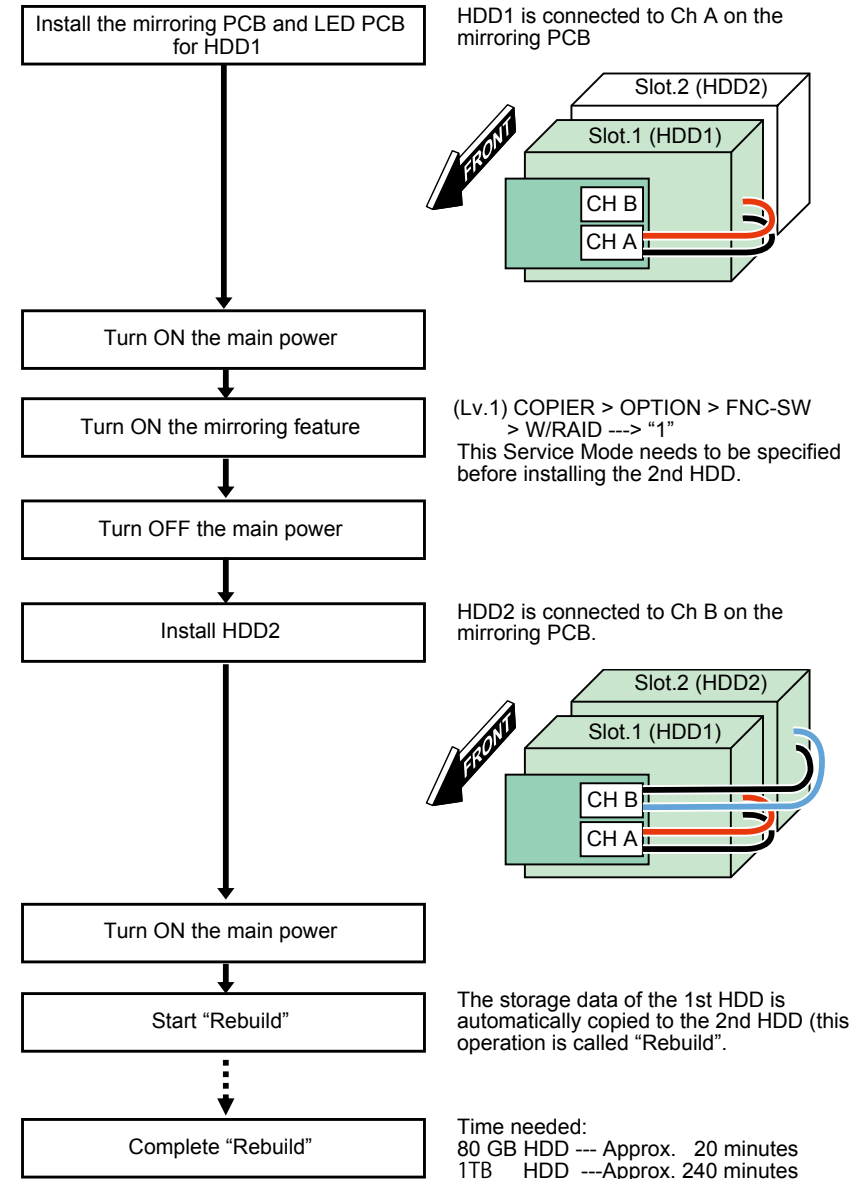 Install the mirroring PCB and LED PCB
for HDD1
HDD1 is connected to Ch A on the
mirroring PCB
Slot.2 (HDD2)
Slot.1 (HDD1)
FRONT
CH B
CH A
Turn ON the main power
Turn ON the mirroring feature
(Lv.1) COPIER > OPTION > FNC-SW
> W/RAID ---> “1”
This Service Mode needs to be specified
before installing the 2nd HDD.
Turn OFF the main power
Install HDD2
HDD2 is connected to Ch B on the
mirroring PCB.
Slot.2 (HDD2)
Slot.1 (HDD1)
FRONT
CH B
CH A
Turn ON the main power
Start “Rebuild”
The storage data of the 1st HDD is
automatically copied to the 2nd HDD (this
operation is called “Rebuild”.
Complete “Rebuild”
Time needed:
80 GB HDD --- Approx. 20 minutes
1TB HDD ---Approx. 240 minutes